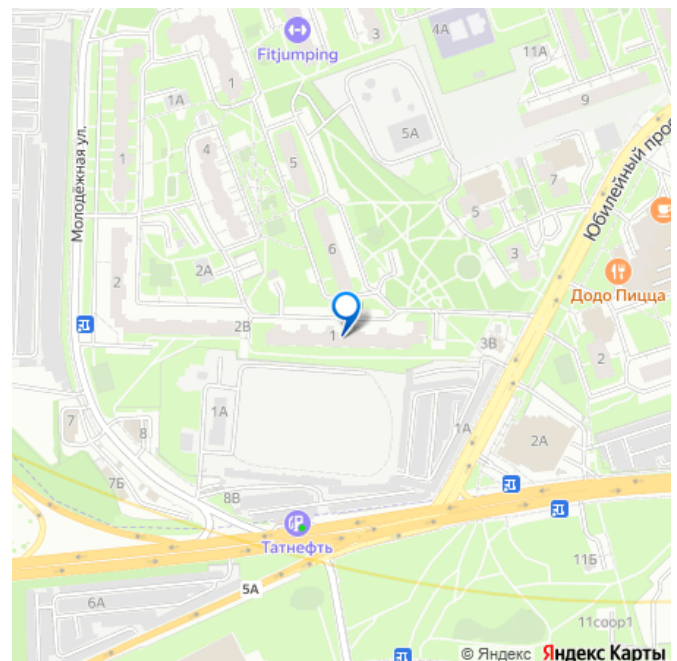 3
4А
Fitjumping
11А
1
1А
9
5А
Молодёжная ул.
1
4
5
7
5
Юбилейный прос
6
3
2А
2
Додо Пицца
2В
1
3В
2
1А
7
8
1А
2А
7Б
8В
Татнефть
11Б
5А
6А
11соор1
© Яндекс Яндекс Карты